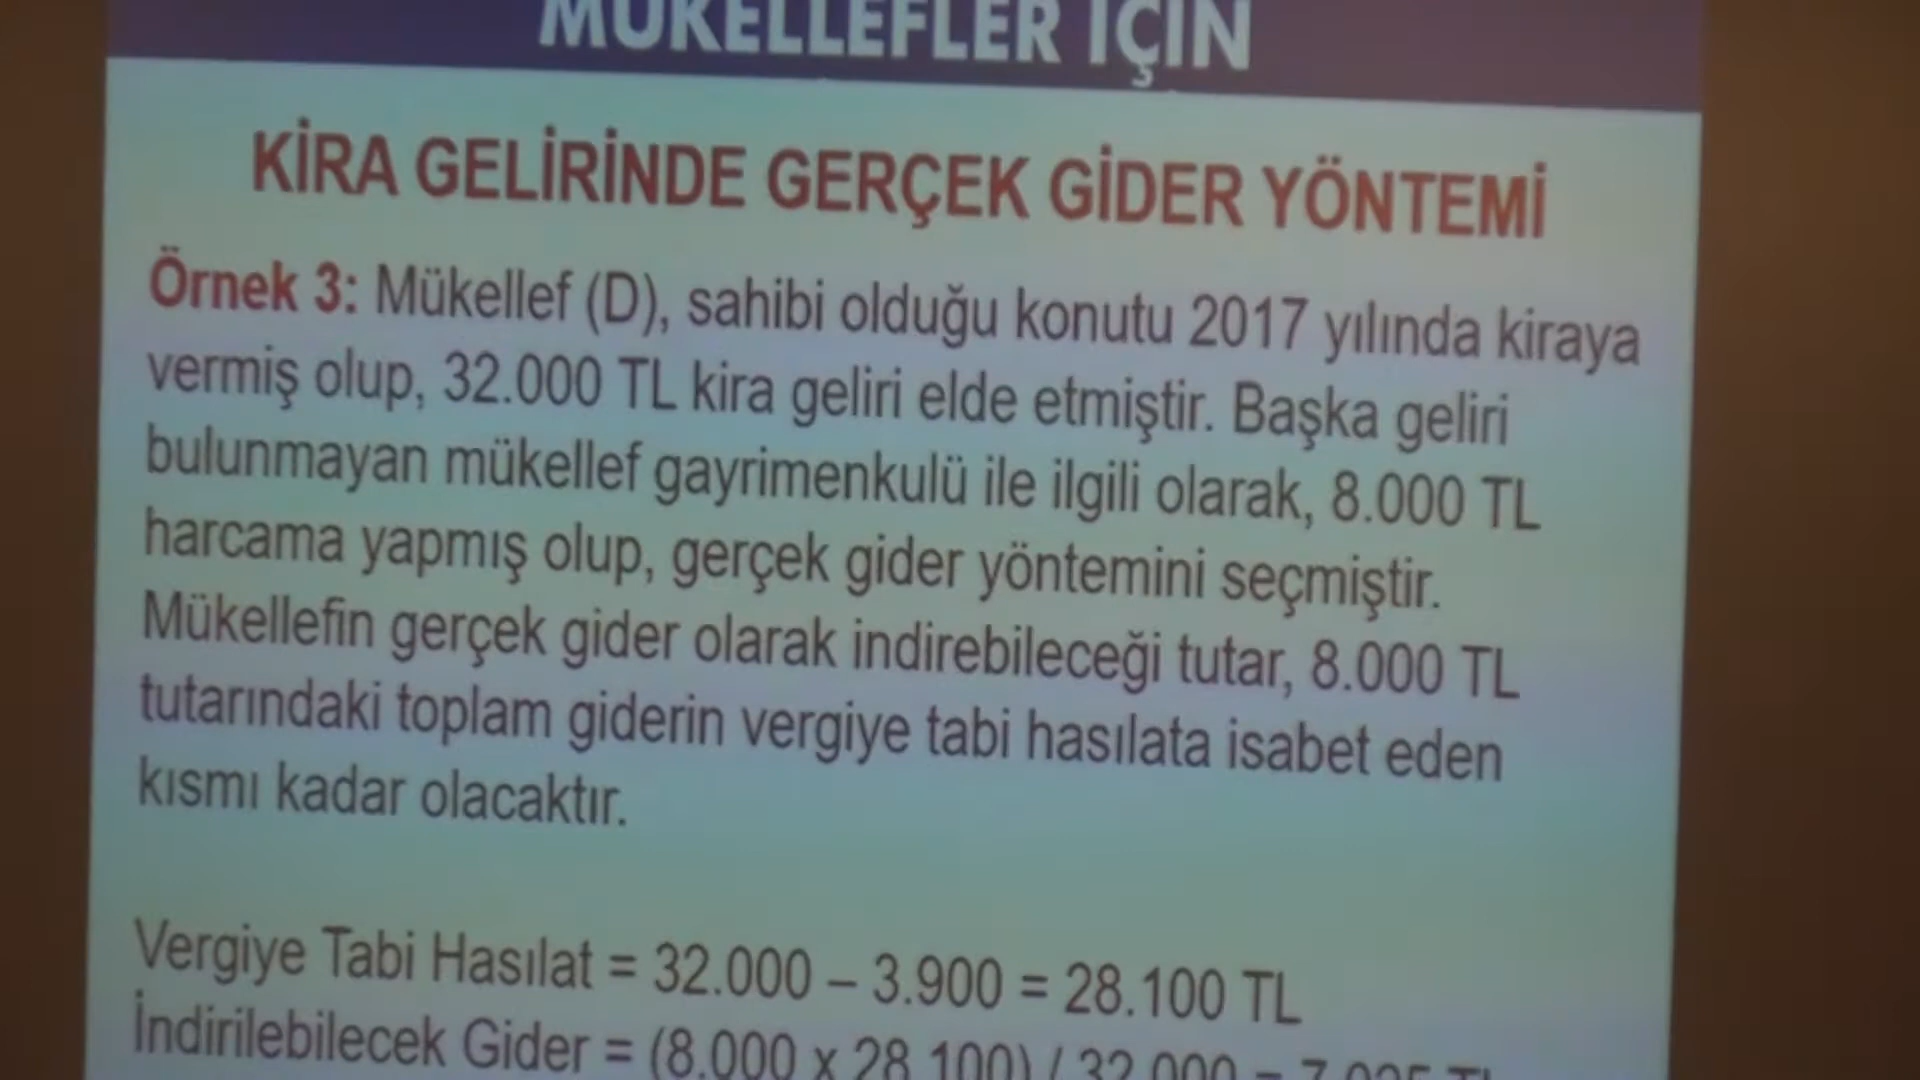 MÜKELLEFLER İÇİN
KİRA GELİRİNDE GERÇEK GİDER YÖNTEMİ
Örnek 3: Mükellef (D), sahibi olduğu konutu 2017 yılında kiraya
vermiş olup, 32.000 TL kira geliri elde etmiştir. Başka geliri
bulunmayan mükellef gayrimenkulü ile ilgili olarak, 8.000 TL
harcama yapmış olup, gerçek gider yöntemini seçmiştir.
Mükellefin gerçek gider olarak indirebileceği tutar, 8.000 TL
tutarındaki toplam giderin vergiye tabi hasılata isabet eden
kısmı kadar olacaktır.
Vergiye Tabi Hasılat = 32.000 – 3.900 = 28.100 TL
İndirilebilecek Gider = (8.000 x 28.100) / 32.000 = 7.025 TL